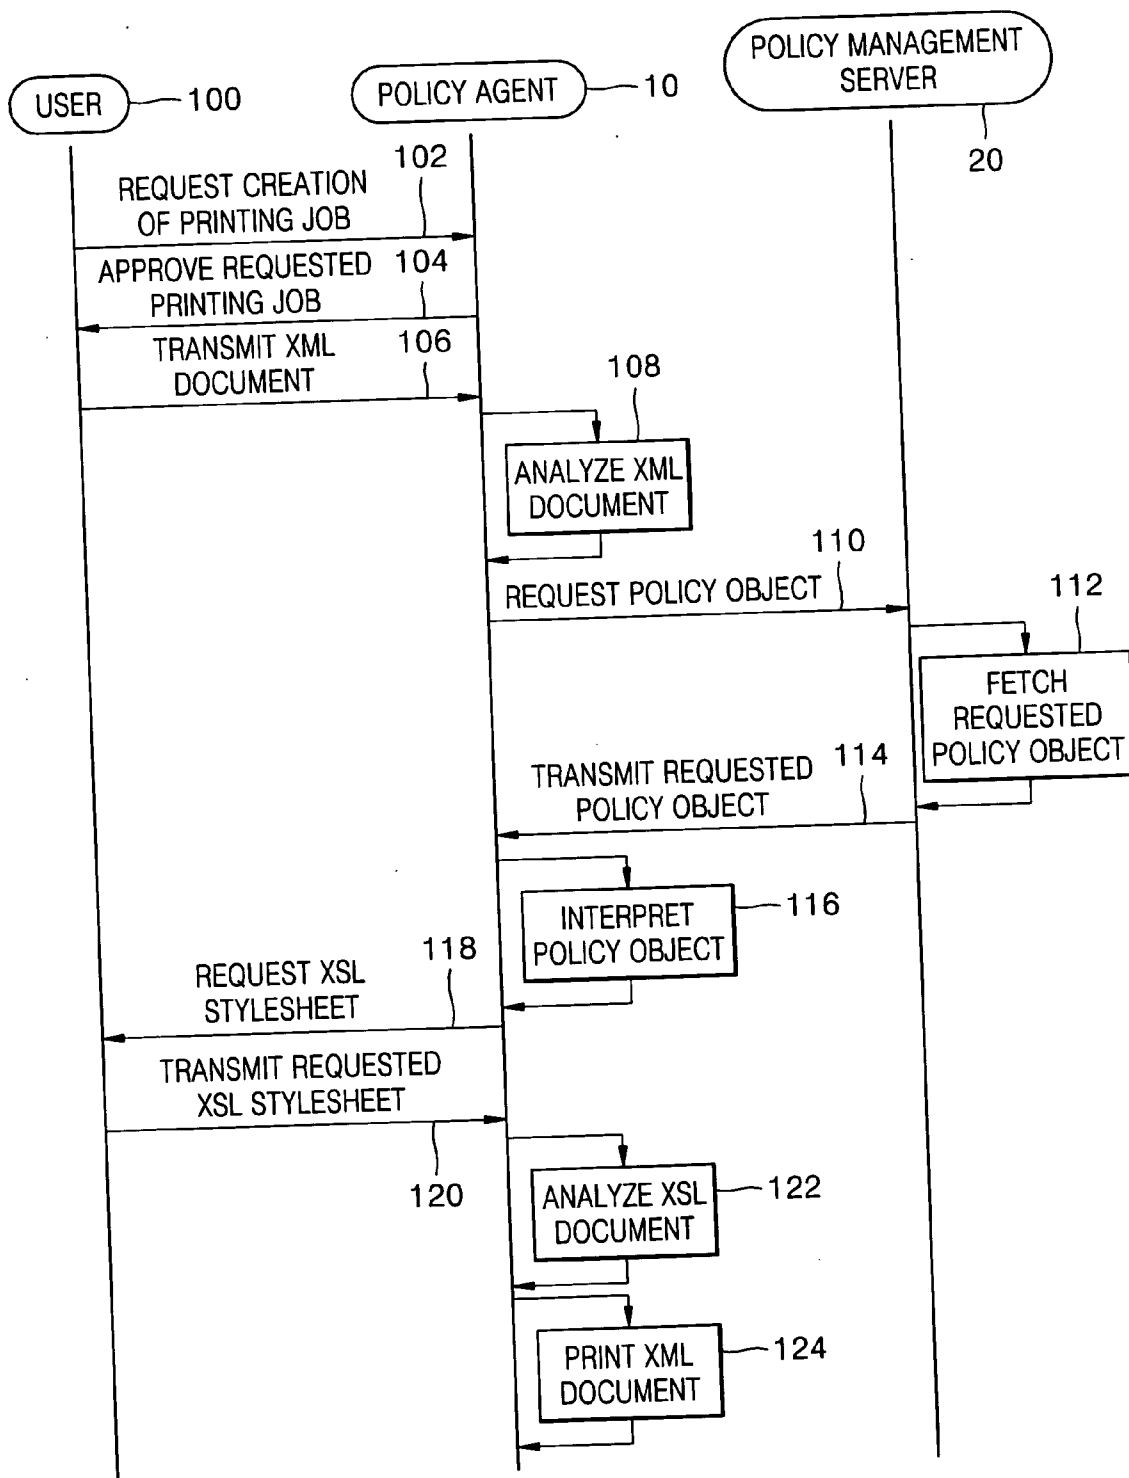 USER
100
POLICY AGENT
10
POLICY MANAGEMENT
SERVER
20
102
REQUEST CREATION
OF PRINTING JOB
APPROVE REQUESTED
PRINTING JOB
104
TRANSMIT XML
DOCUMENT
106
108
ANALYZE XML
DOCUMENT
110
REQUEST POLICY OBJECT
112
FETCH
REQUESTED
POLICY OBJECT
TRANSMIT REQUESTED
POLICY OBJECT
114
INTERPRET
POLICY OBJECT
116
REQUEST XSL
STYLESHEET
118
TRANSMIT REQUESTED
XSL STYLESHEET
120
ANALYZE XSL
DOCUMENT
122
PRINT XML
DOCUMENT
124